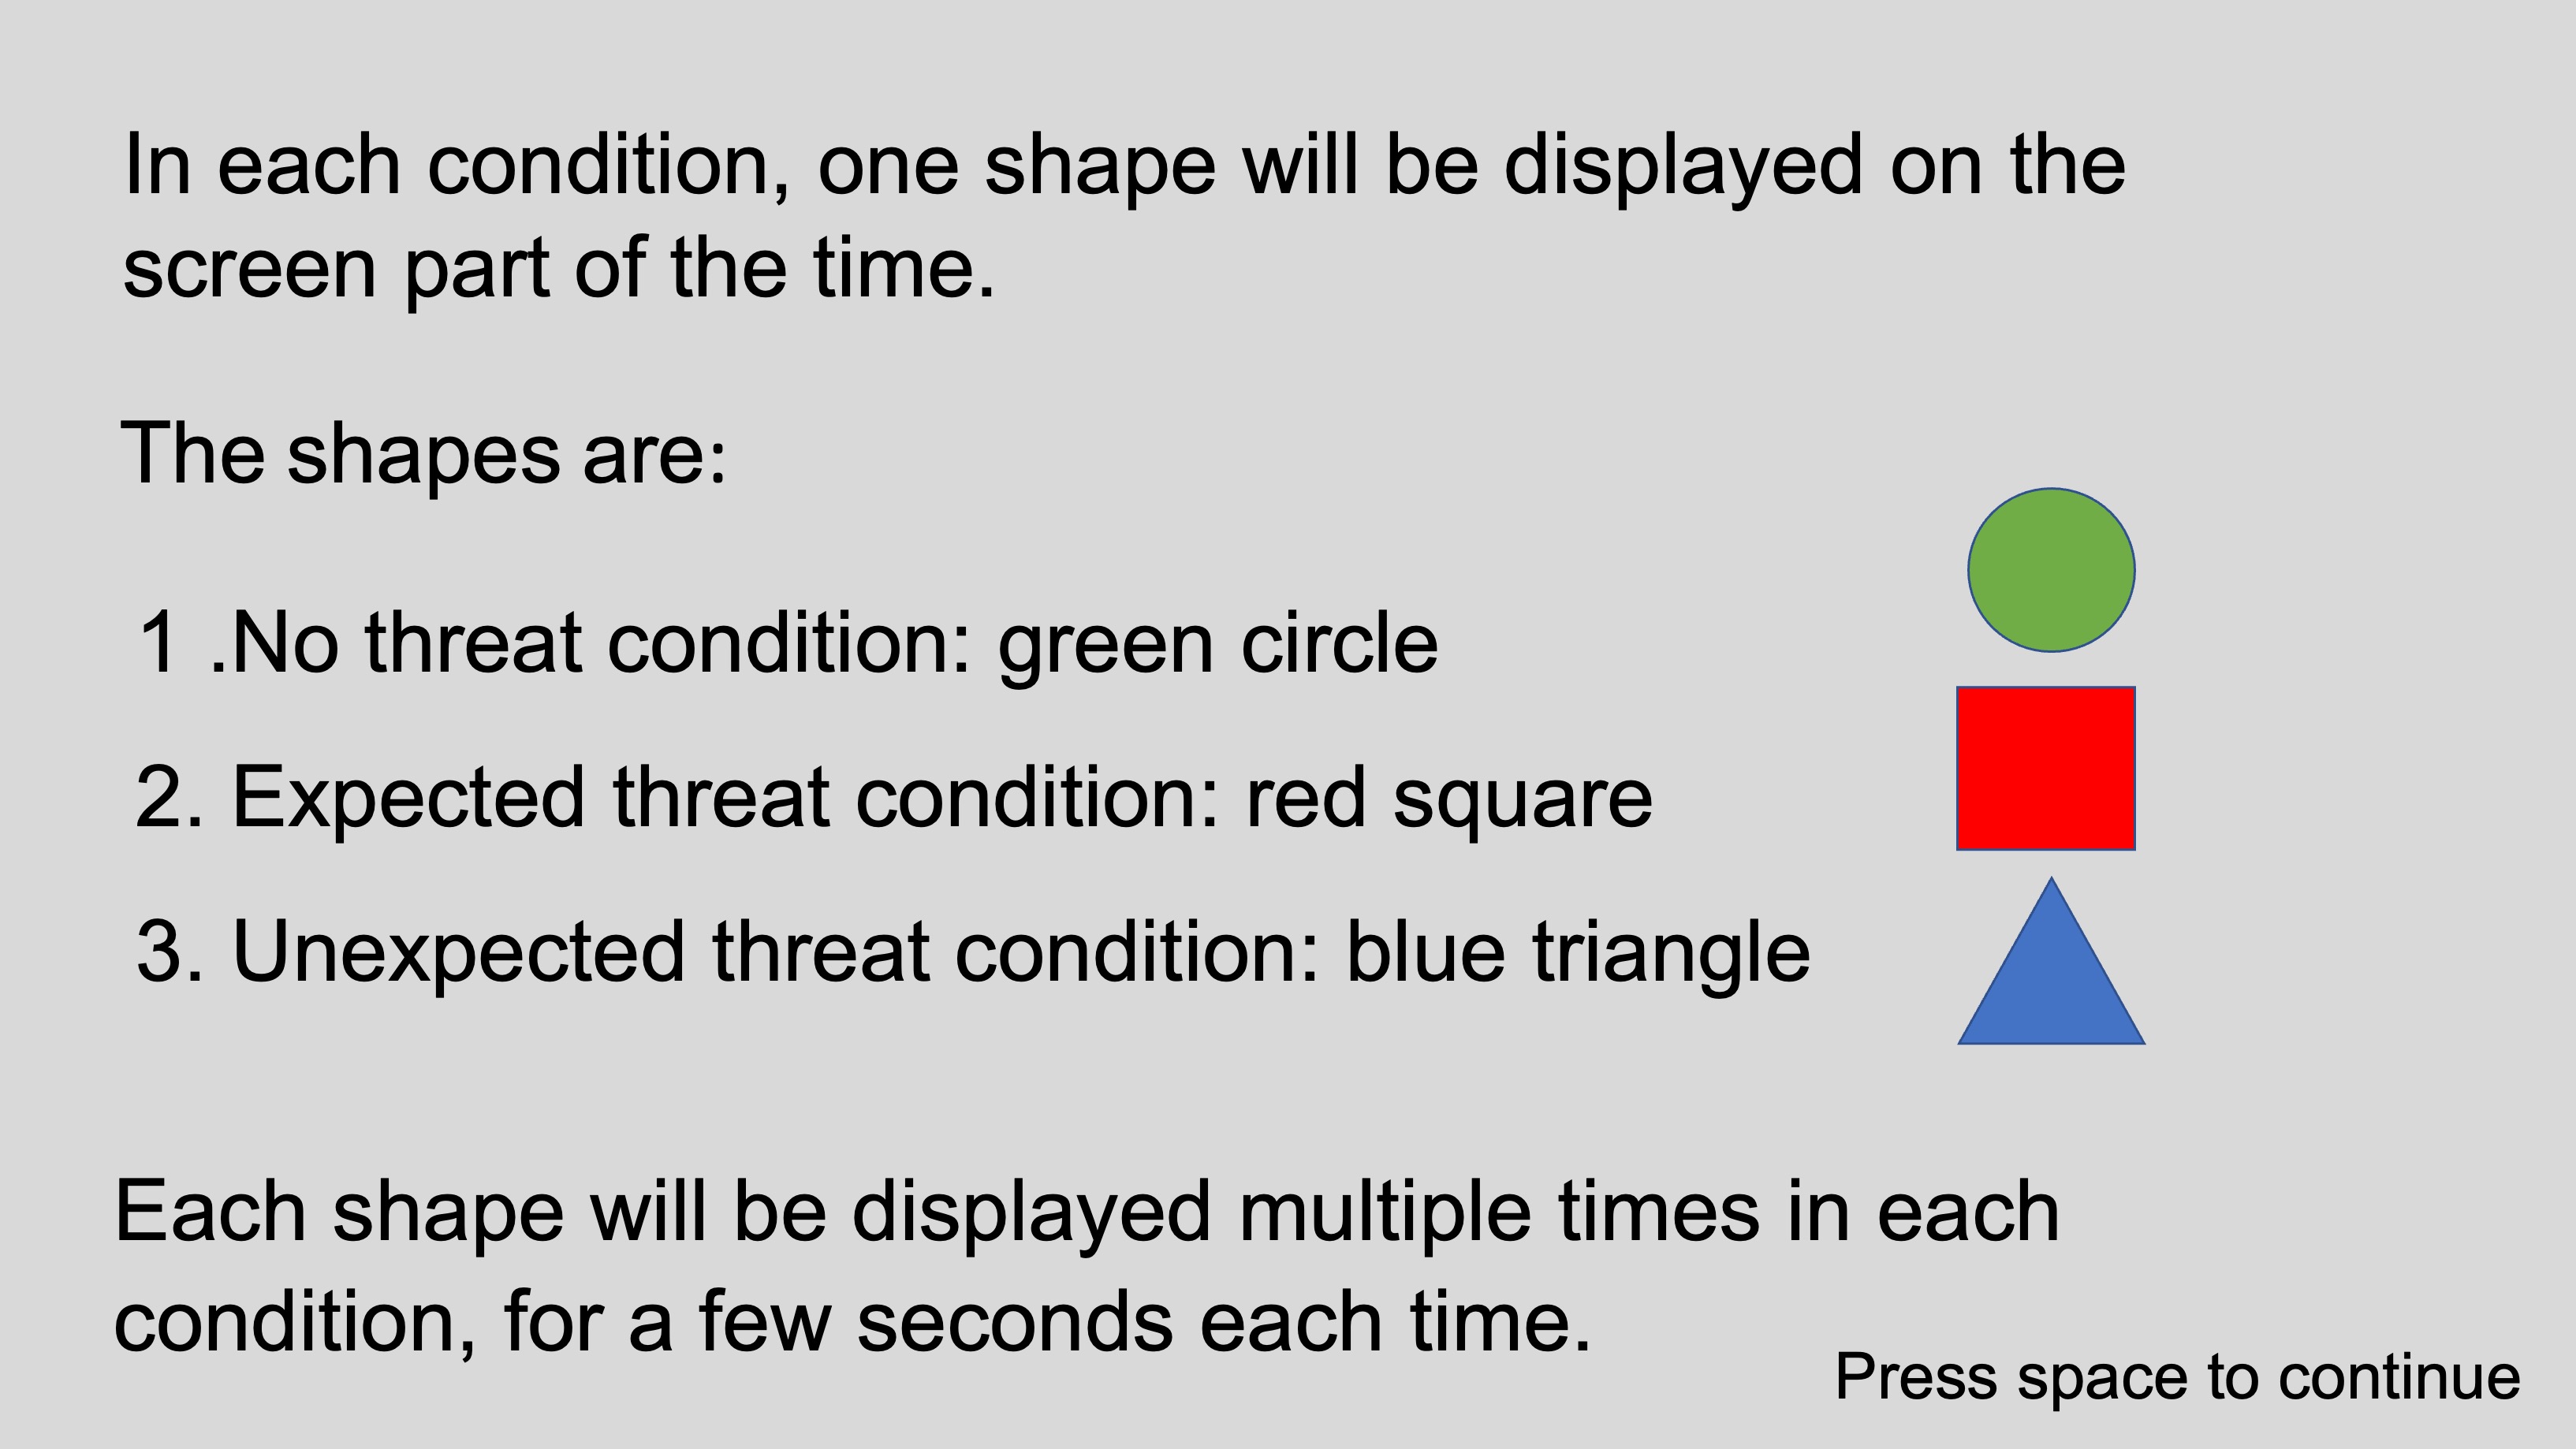 In each condition, one shape will be displayed on the
screen part of the time.
The shapes are:
1 .No threat condition: green circle
2. Expected threat condition: red square
3. Unexpected threat condition: blue triangle
Each shape will be displayed multiple times in each
condition, for a few seconds each time.
Press space to continue